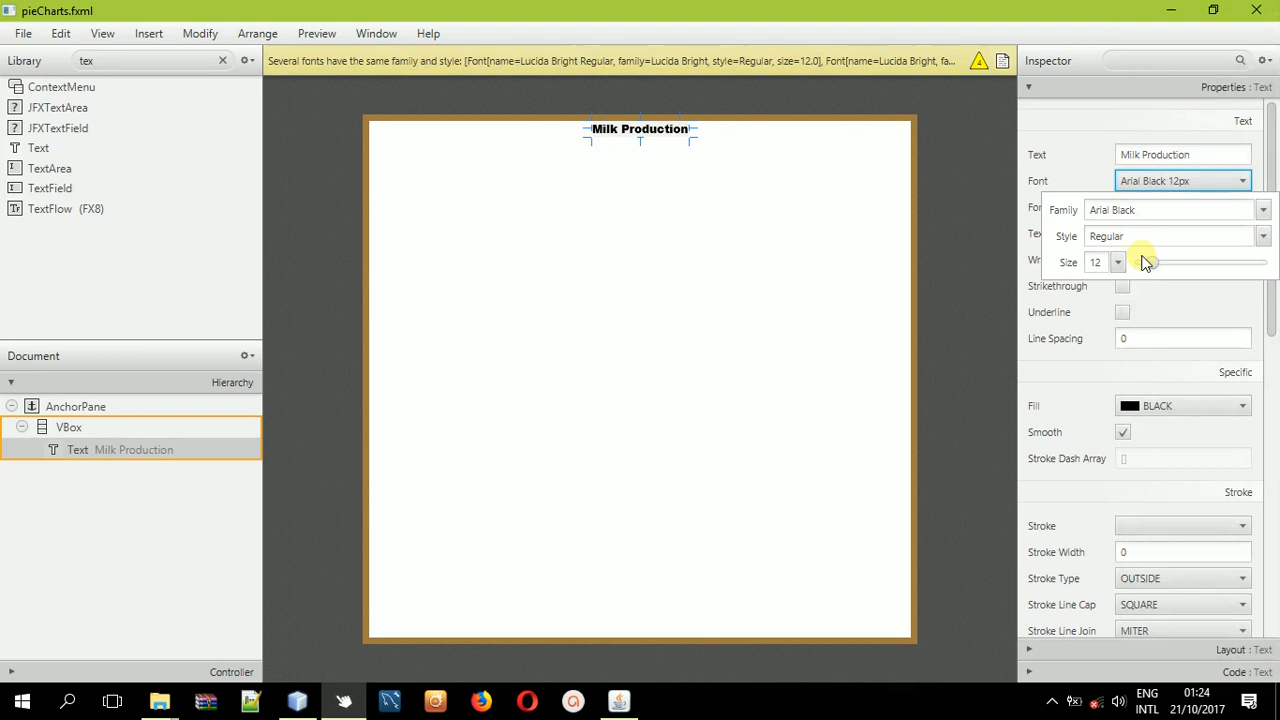 pieCharts.fxml
File Edit View Insert Modify Arrange Preview Window Help
Library tex
Several fonts have the same family and style: [Font[name=Lucida Bright Regular, family=Lucida Bright, style=Regular, size=12.0], Font[name=Lucida Bright, fa...
ContextMenu
JFXTextArea
JFXTextField
Text
TextArea
TextField
TextFlow (FX8)
Document
Hierarchy
AnchorPane
VBox
Text Milk Production
Controller
Milk Production
Inspector
Properties : Text
Text
Text Milk Production
Font Arial Black 12px
Family Arial Black
Style Regular
Size 12
Strikethrough
Underline
Line Spacing 0
Specific
Fill BLACK
Smooth
Stroke Dash Array []
Stroke
Stroke
Stroke Width 0
Stroke Type OUTSIDE
Stroke Line Cap SQUARE
Stroke Line Join MITER
Layout : Text
Code : Text
ENG
INTL
01:24
21/10/2017